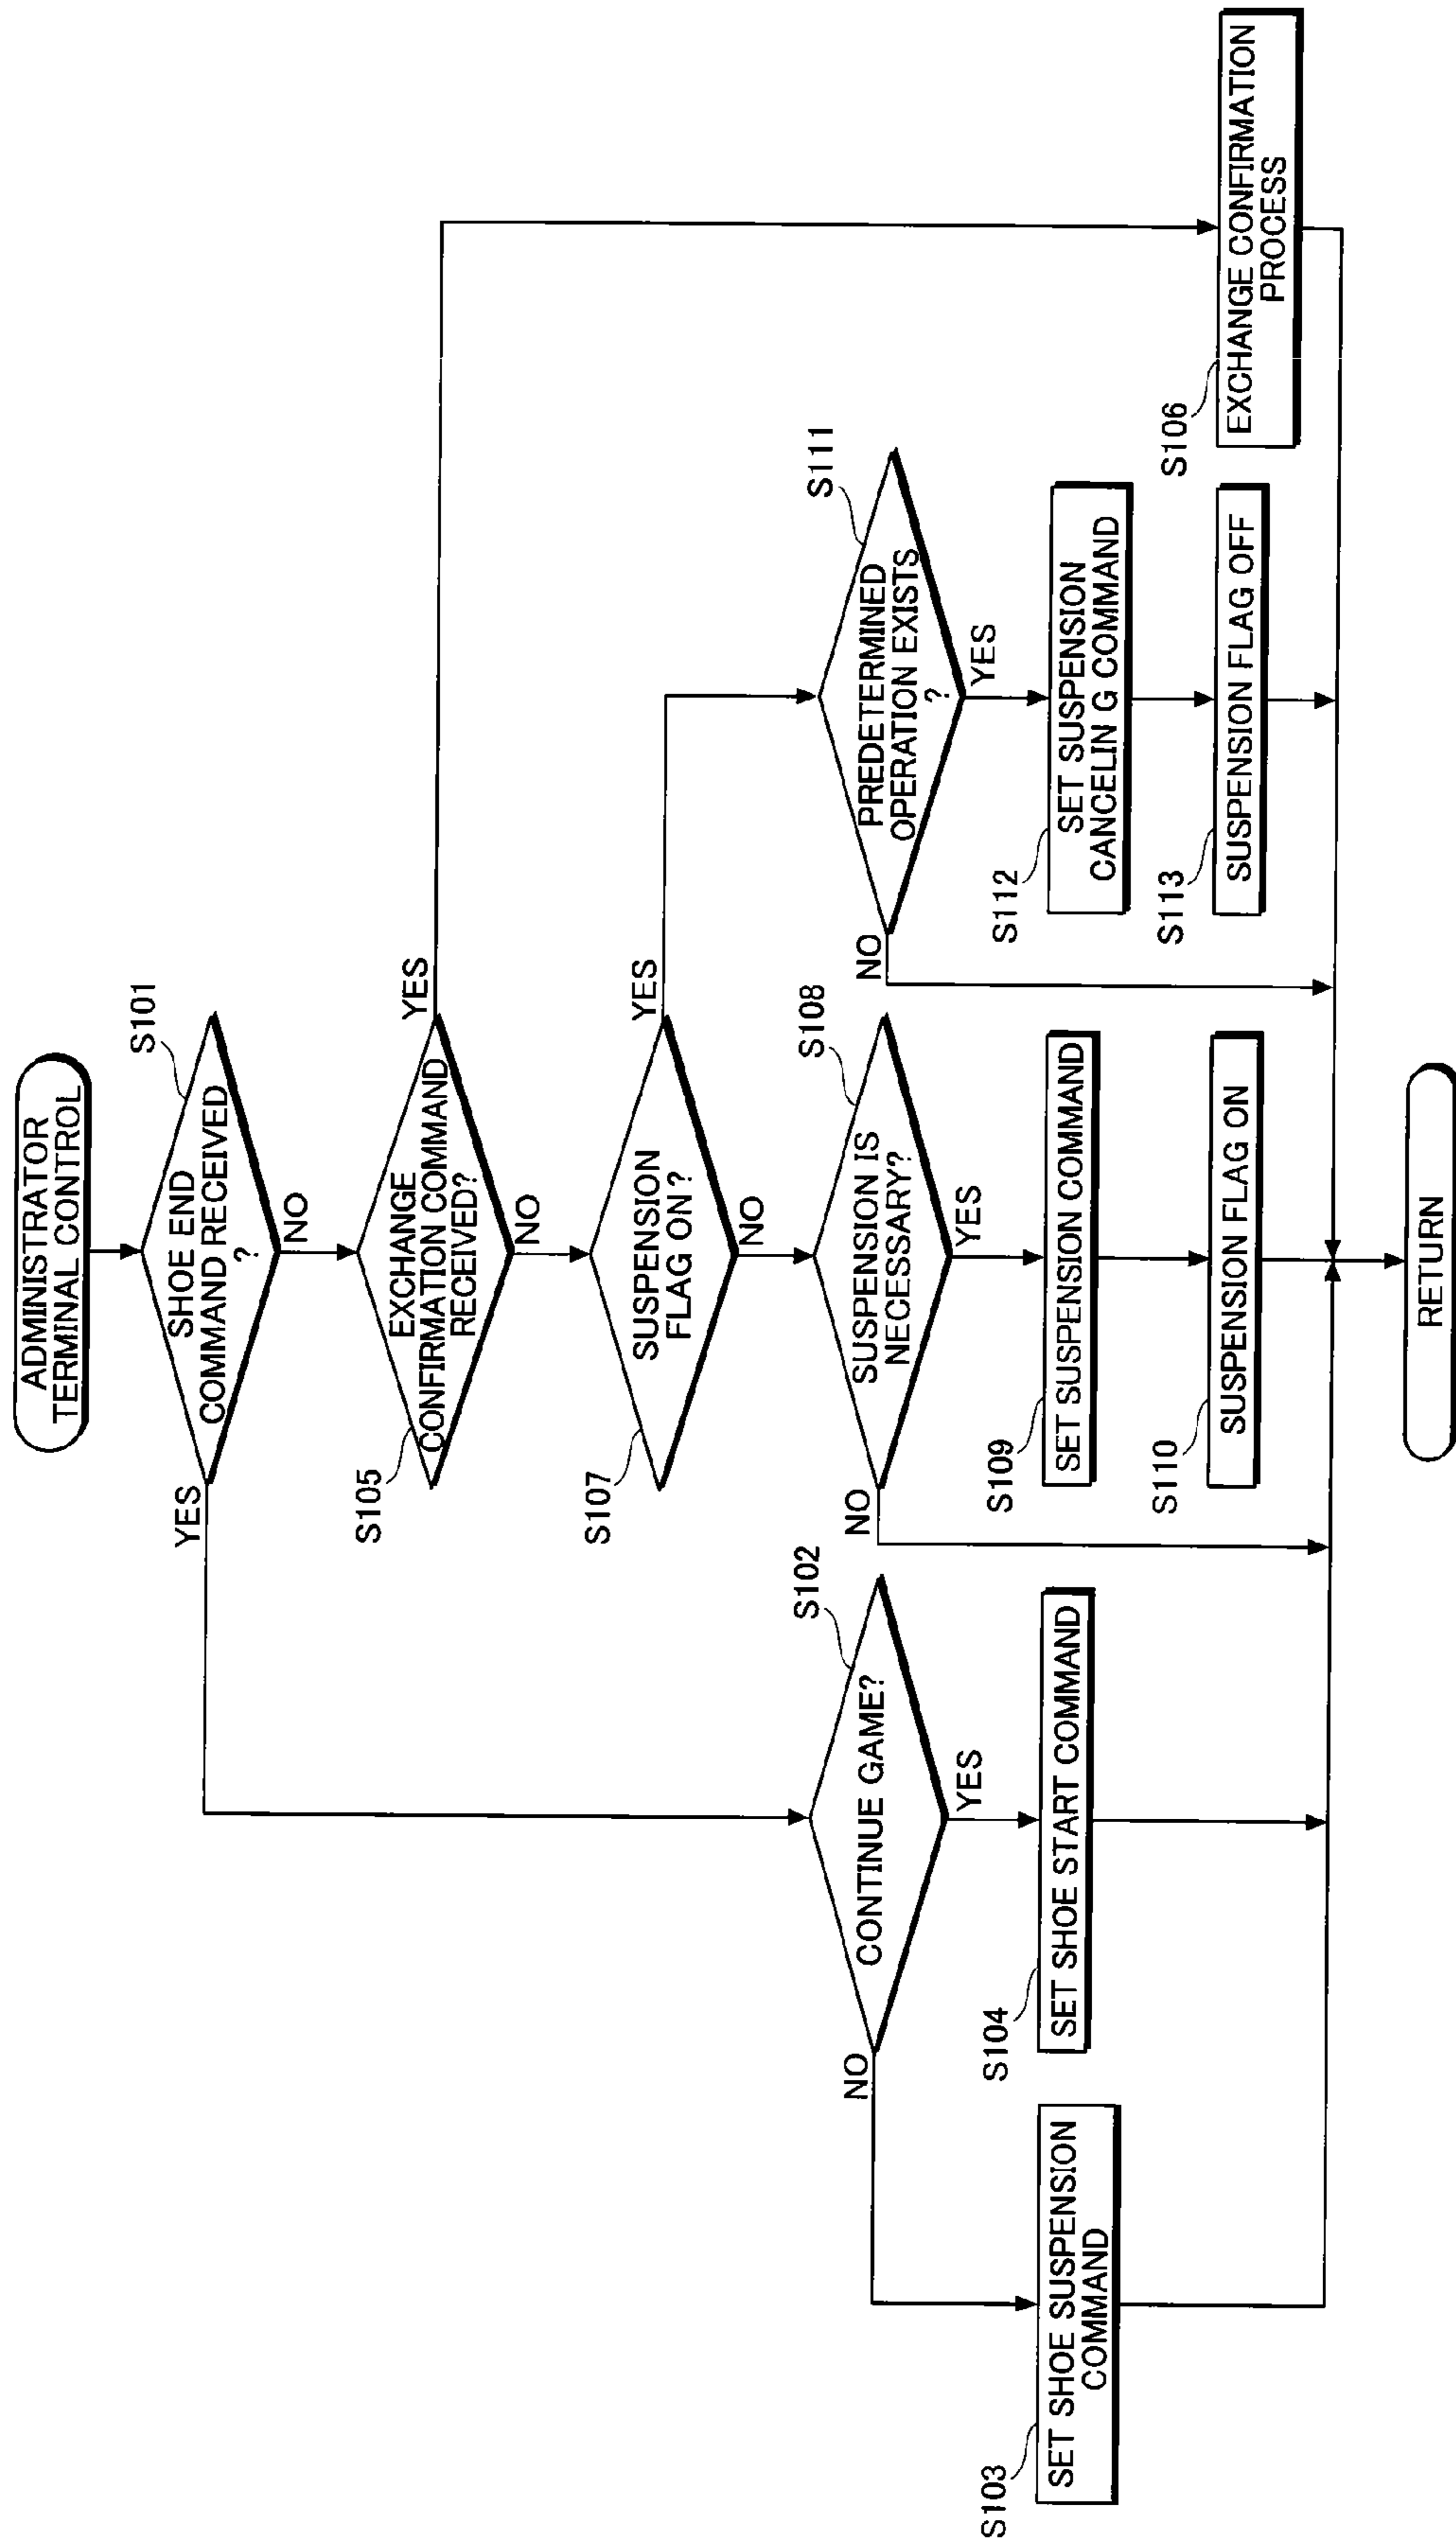 ADMINISTRATOR
TERMINAL CONTROL
S101
SHOE END
COMMAND RECEIVED
?
YES
NO
S105
EXCHANGE
CONFIRMATION COMMAND
RECEIVED?
YES
NO
S107
SUSPENSION
FLAG ON?
YES
NO
S102
CONTINUE GAME?
NO
YES
S108
SUSPENSION IS
NECESSARY?
NO
YES
S111
PREDETERMINED
OPERATION EXISTS
?
NO
YES
S103
SET SHOE SUSPENSION
COMMAND
S104
SET SHOE START COMMAND
S109
SET SUSPENSION COMMAND
S112
SET SUSPENSION
CANCELIN G COMMAND
S110
SUSPENSION FLAG ON
S113
SUSPENSION FLAG OFF
S106
EXCHANGE CONFIRMATION
PROCESS
RETURN